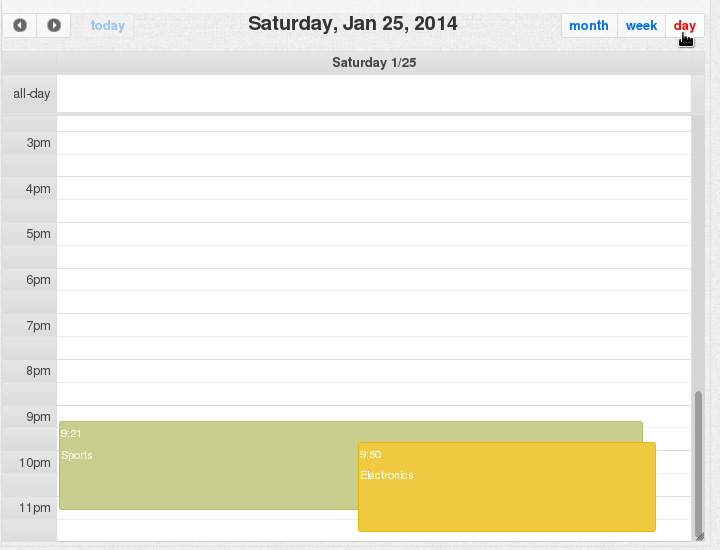 today
Saturday, Jan 25, 2014
month
week
day
Saturday 1/25
all-day
3pm
4pm
5pm
6pm
7pm
8pm
9pm
9:21
Sports
9:50
10pm
Electronics
11pm